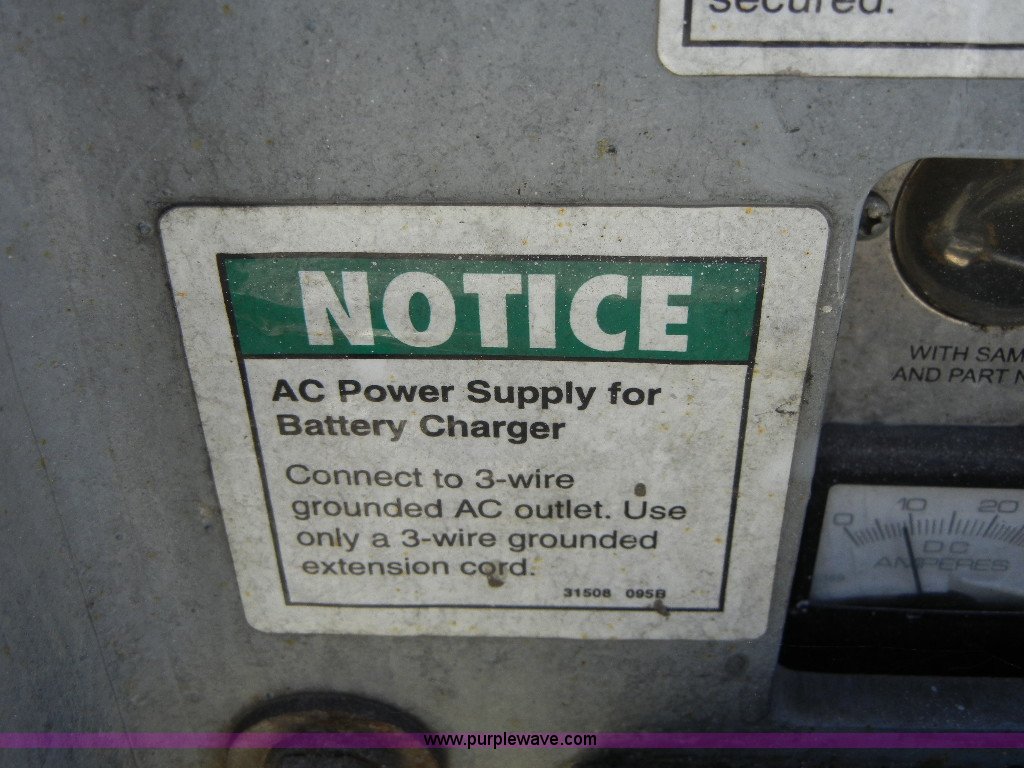 secured.
NOTICE
AC Power Supply for
Battery Charger
Connect to 3-wire
grounded AC outlet. Use
only a 3-wire grounded
extension cord.
31508 095B
WITH SAM
AND PART N
0 10 20
DC
AMPERES
www.purplewave.com